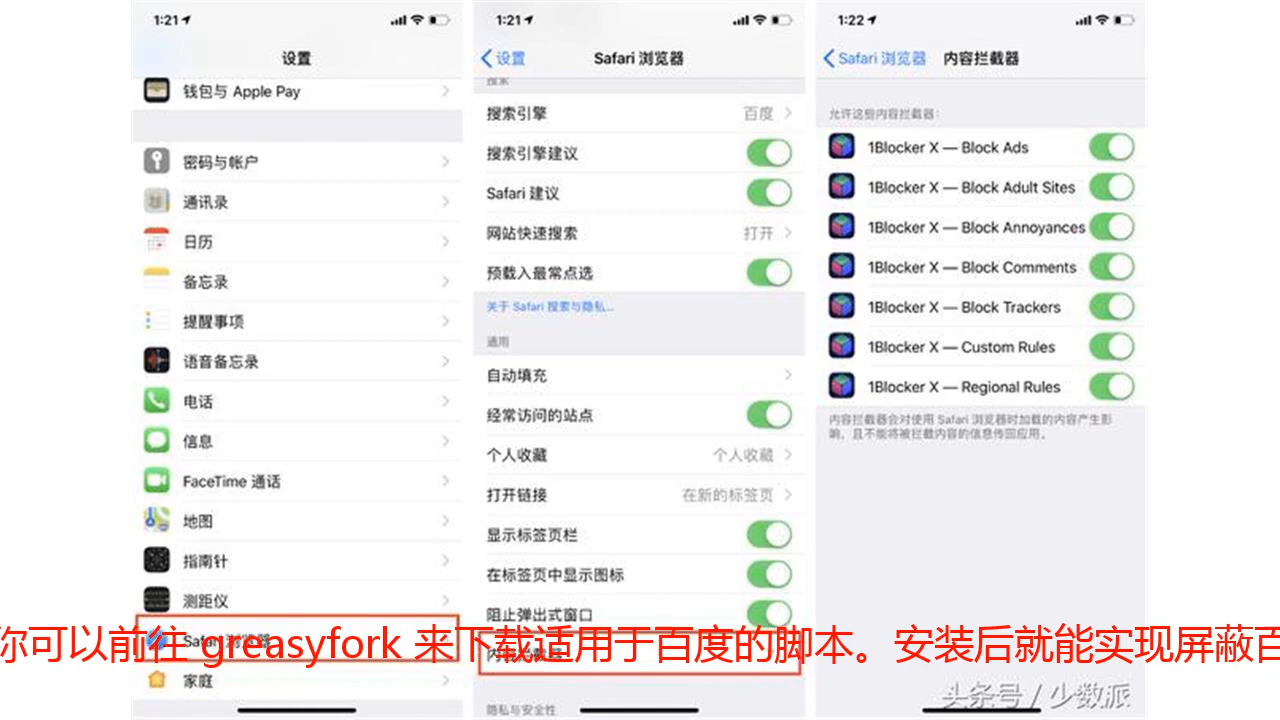 1:21
设置
钱包与 Apple Pay
密码与帐户
通讯录
日历
备忘录
提醒事项
语音备忘录
电话
信息
FaceTime 通话
地图
指南针
测距仪
Safari 浏览器
家庭
1:21
设置
Safari 浏览器
搜索
搜索引擎 百度
搜索引擎建议
Safari 建议
网站快速搜索 打开
预载入最常点选
关于 Safari 搜索与隐私...
通用
自动填充
经常访问的站点
个人收藏 个人收藏
打开链接 在新的标签页
显示标签页栏
在标签页中显示图标
阻止弹出式窗口
内容拦截器
隐私与安全性
1:22
Safari 浏览器
内容拦截器
允许这些内容拦截器:
1Blocker X — Block Ads
1Blocker X — Block Adult Sites
1Blocker X — Block Annoyances
1Blocker X — Block Comments
1Blocker X — Block Trackers
1Blocker X — Custom Rules
1Blocker X — Regional Rules
内容拦截器会对使用 Safari 浏览器时加载的内容产生影
响，且不能将被拦截内容的信息传回应用。
你可以前往 greasyfork 来下载适用于百度的脚本。安装后就能实现屏蔽百
头条号 / 少数派